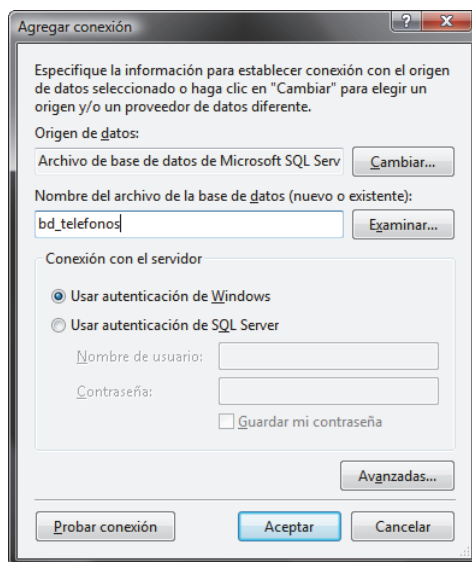 Agregar conexión
Especifique la información para establecer conexión con el origen
de datos seleccionado o haga clic en "Cambiar" para elegir un
origen y/o un proveedor de datos diferente.
Origen de datos:
Archivo de base de datos de Microsoft SQL Serv
Cambiar...
Nombre del archivo de la base de datos (nuevo o existente):
bd_telefonos
Examinar...
Conexión con el servidor
Usar autenticación de Windows
Usar autenticación de SQL Server
Nombre de usuario:
Contraseña:
Guardar mi contraseña
Avanzadas...
Probar conexión
Aceptar
Cancelar